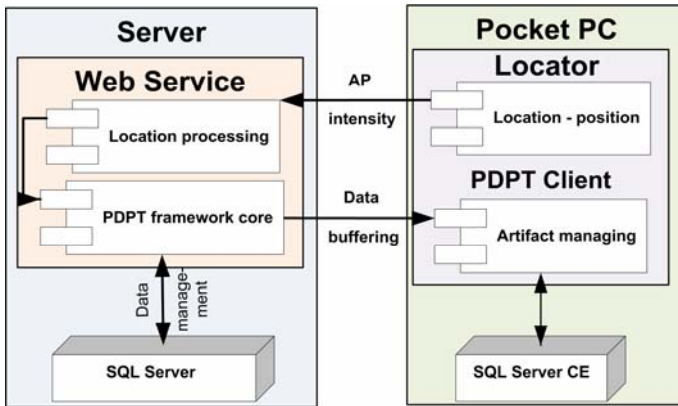 Server
Web Service
Location processing
PDPT framework core
Data
manage-
ment
SQL Server
AP
intensity
Data
buffering
Pocket PC
Locator
Location - position
PDPT Client
Artifact managing
SQL Server CE